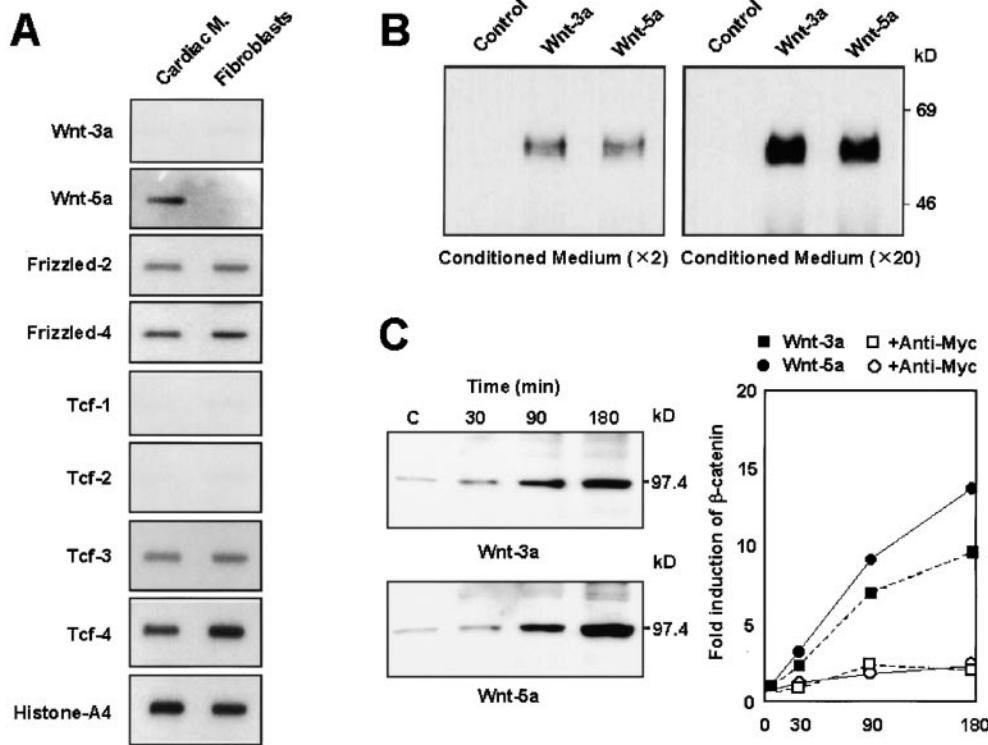 A
Cardiac M.
Fibroblasts
Wnt-3a
Wnt-5a
Frizzled-2
Frizzled-4
Tcf-1
Tcf-2
Tcf-3
Tcf-4
Histone-A4
B
Control
Wnt-3a
Wnt-5a
Control
Wnt-3a
Wnt-5a
kD
69
46
Conditioned Medium (×2)
Conditioned Medium (×20)
C
Time (min)
C 30 90 180 kD
97.4
Wnt-3a
kD
97.4
Wnt-5a
Wnt-3a +Anti-Myc
Wnt-5a +Anti-Myc
Fold induction of β-catenin
20
15
10
5
0
0 30 90 180